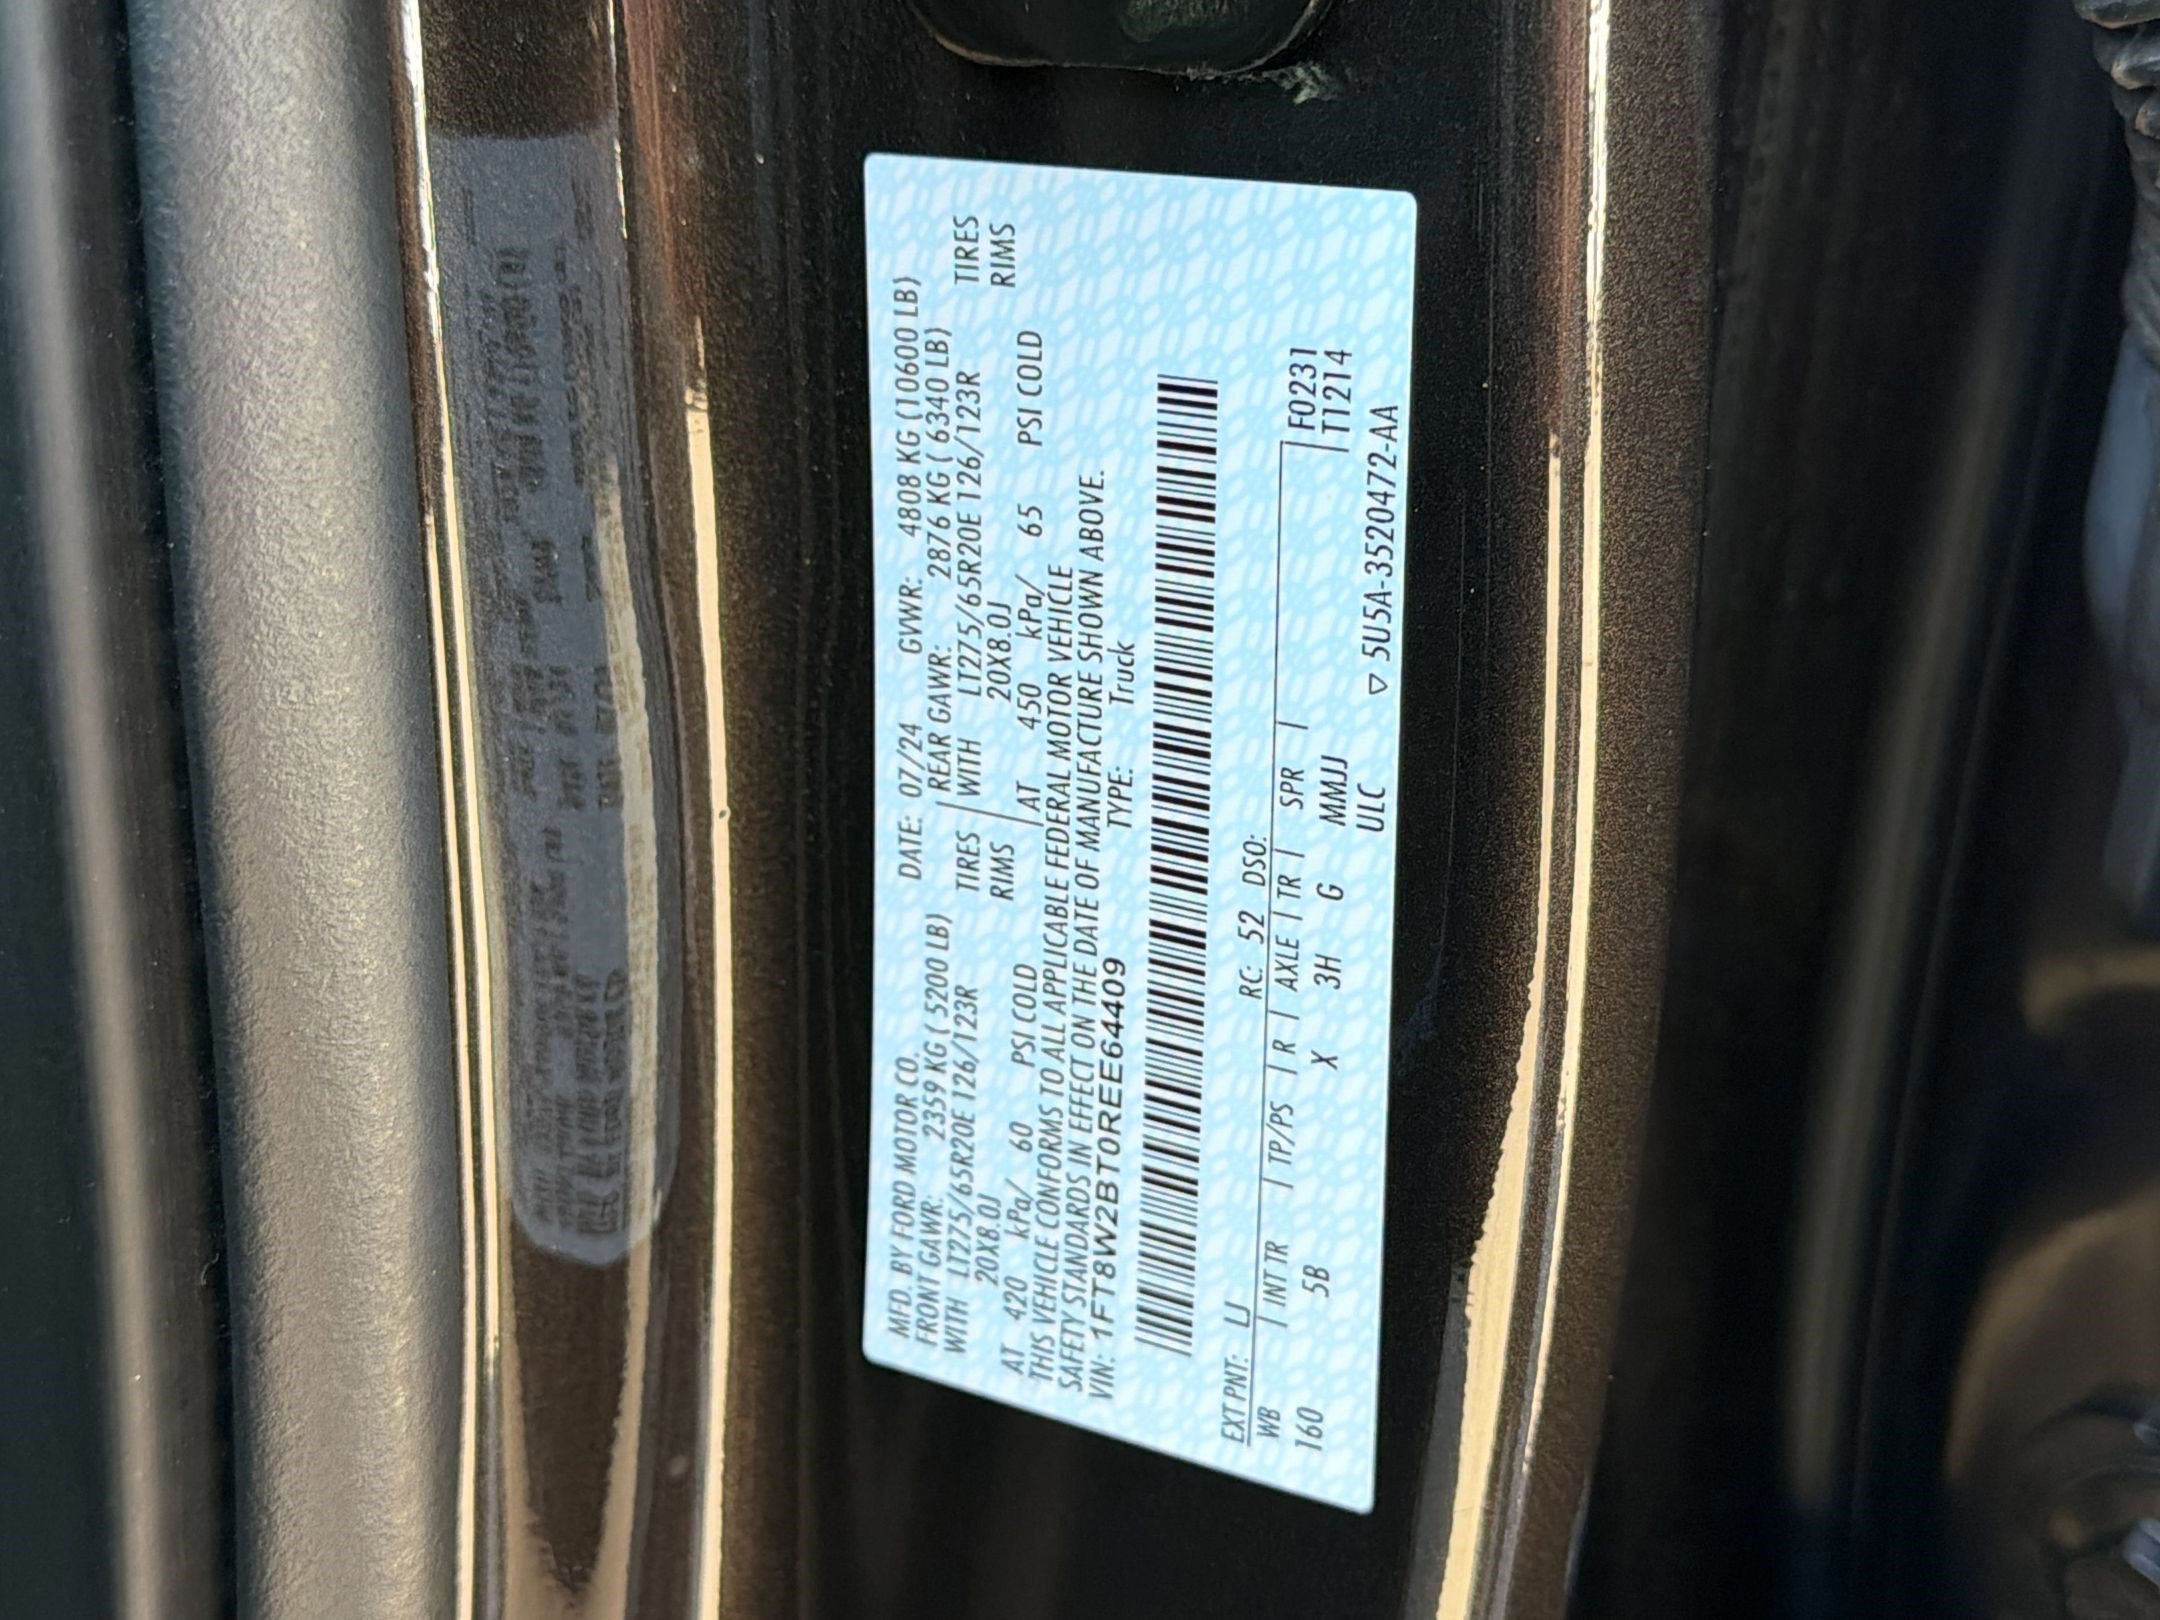 MFD. BY FORD MOTOR CO. DATE: 07/24 GVWR: 4808 KG (10600 LB)
FRONT GAWR: 2359 KG ( 5200 LB) REAR GAWR: 2876 KG ( 6340 LB)
WITH LT275/65R20E 126/123R TIRES WITH LT275/65R20E 126/123R TIRES
20X8.0J RIMS 20X8.0J RIMS
AT 420 kPa/ 60 PSI COLD AT 450 kPa/ 65 PSI COLD
THIS VEHICLE CONFORMS TO ALL APPLICABLE FEDERAL MOTOR VEHICLE
SAFETY STANDARDS IN EFFECT ON THE DATE OF MANUFACTURE SHOWN ABOVE.
VIN: 1FT8W2BT0REE64409 TYPE: Truck
EXT PNT: LJ RC: 52 DSO:
WB | INT TR | TP/PS | R | AXLE | TR | SPR | F0231
160 5B X 3H G MMJJ T1214
ULC ▽ 5U5A-3520472-AA